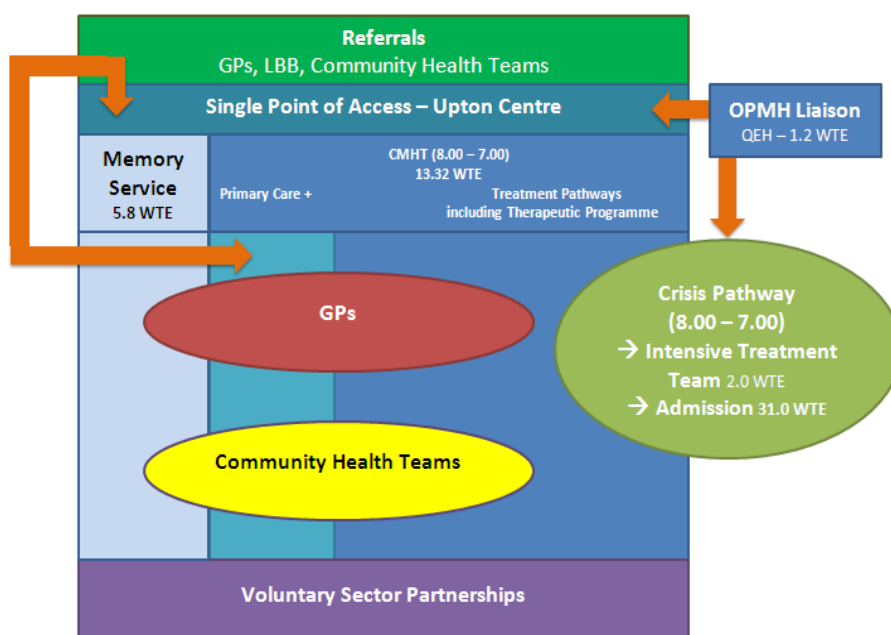 Referrals
GPs, LBB, Community Health Teams
Single Point of Access – Upton Centre
OPMH Liaison
QEH – 1.2 WTE
Memory
Service
5.8 WTE
CMHT (8.00 – 7.00)
13.32 WTE
Primary Care +
Treatment Pathways
including Therapeutic Programme
GPs
Crisis Pathway
(8.00 – 7.00)
→ Intensive Treatment
Team 2.0 WTE
→ Admission 31.0 WTE
Community Health Teams
Voluntary Sector Partnerships